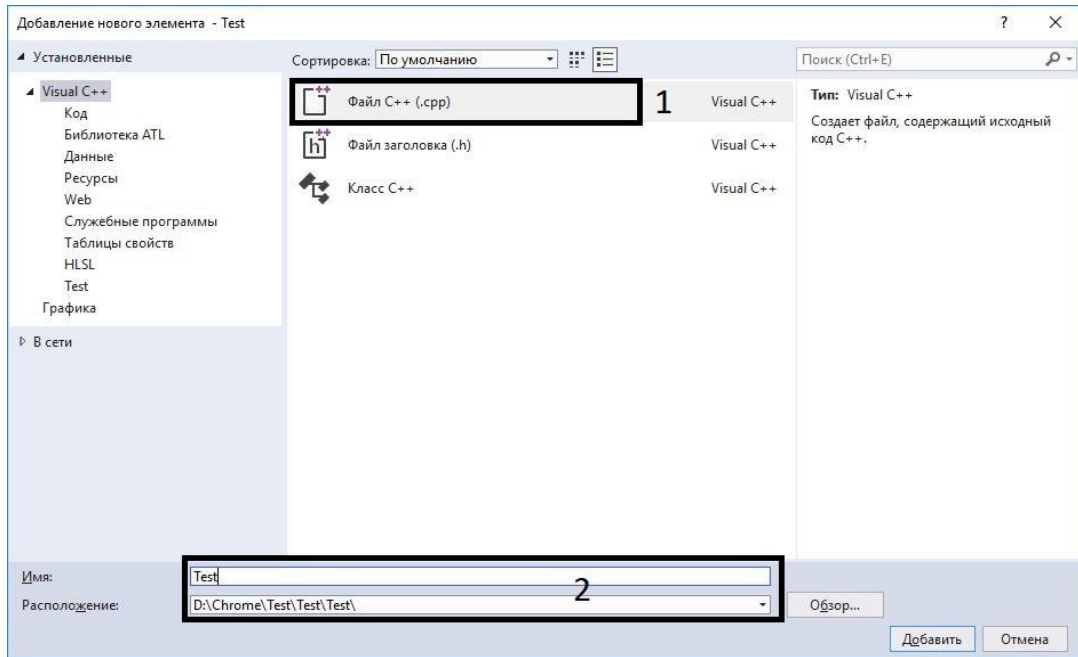 Добавление нового элемента - Test
? ×
Установленные
Visual C++
Код
Библиотека ATL
Данные
Ресурсы
Web
Служебные программы
Таблицы свойств
HLSL
Test
Графика
В сети
Сортировка: По умолчанию
Файл C++ (.cpp) 1 Visual C++
Файл заголовка (.h) Visual C++
Класс C++ Visual C++
Поиск (Ctrl+E)
Тип: Visual C++
Создает файл, содержащий исходный
код C++.
Имя: Test
2
Расположение: D:\Chrome\Test\Test\Test\
Обзор...
Добавить Отмена